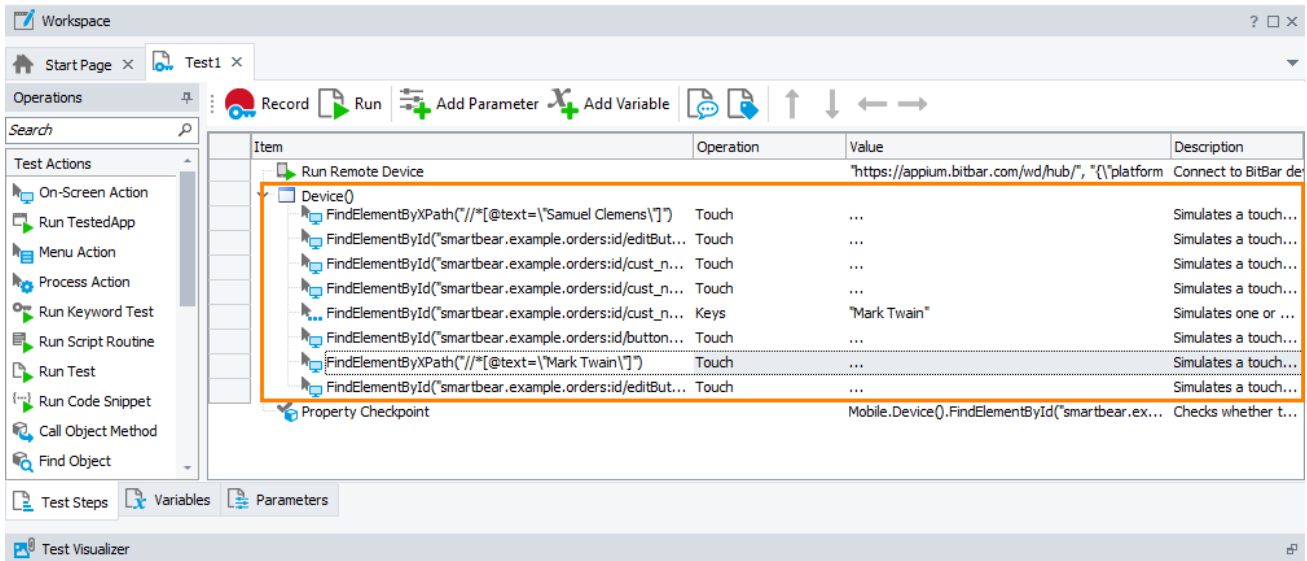 Workspace
Start Page
Test1
Operations
Record Run Add Parameter Add Variable
Search
Test Actions
On-Screen Action
Run TestedApp
Menu Action
Process Action
Run Keyword Test
Run Script Routine
Run Test
Run Code Snippet
Call Object Method
Find Object
Item Operation Value Description
Run Remote Device "https://appium.bitbar.com/wd/hub/", "{\"platform Connect to BitBar de
Device()
FindElementByXPath("//*[@text=\"Samuel Clemens\"]") Touch ... Simulates a touch...
FindElementById("smartbear.example.orders:id/editBut... Touch ... Simulates a touch...
FindElementById("smartbear.example.orders:id/cust_n... Touch ... Simulates a touch...
FindElementById("smartbear.example.orders:id/cust_n... Touch ... Simulates a touch...
FindElementById("smartbear.example.orders:id/cust_n... Keys "Mark Twain" Simulates one or ...
FindElementById("smartbear.example.orders:id/button... Touch ... Simulates a touch...
FindElementByXPath("//*[@text=\"Mark Twain\"]") Touch ... Simulates a touch...
FindElementById("smartbear.example.orders:id/editBut... Touch ... Simulates a touch...
Property Checkpoint Mobile.Device().FindElementById("smartbear.ex... Checks whether t...
Test Steps Variables Parameters
Test Visualizer